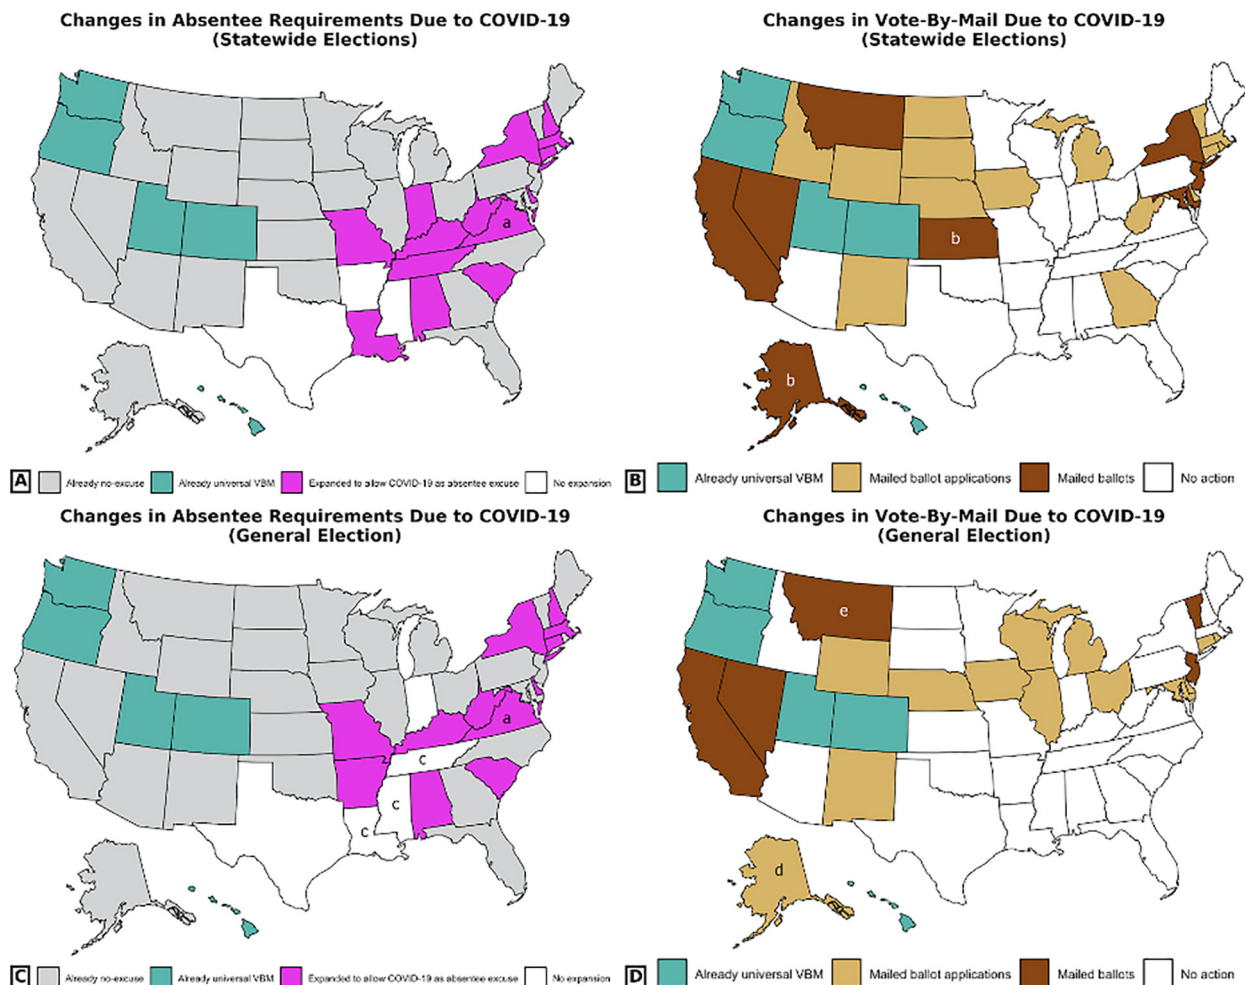 Changes in Absentee Requirements Due to COVID-19
(Statewide Elections)
a
A Already no-excuse Already universal VBM Expanded to allow COVID-19 as absentee excuse No expansion
Changes in Vote-By-Mail Due to COVID-19
(Statewide Elections)
b
b
B Already universal VBM Mailed ballot applications Mailed ballots No action
Changes in Absentee Requirements Due to COVID-19
(General Election)
a
c
c
c
C Already no-excuse Already universal VBM Expanded to allow COVID-19 as absentee excuse No expansion
Changes in Vote-By-Mail Due to COVID-19
(General Election)
e
d
D Already universal VBM Mailed ballot applications Mailed ballots No action